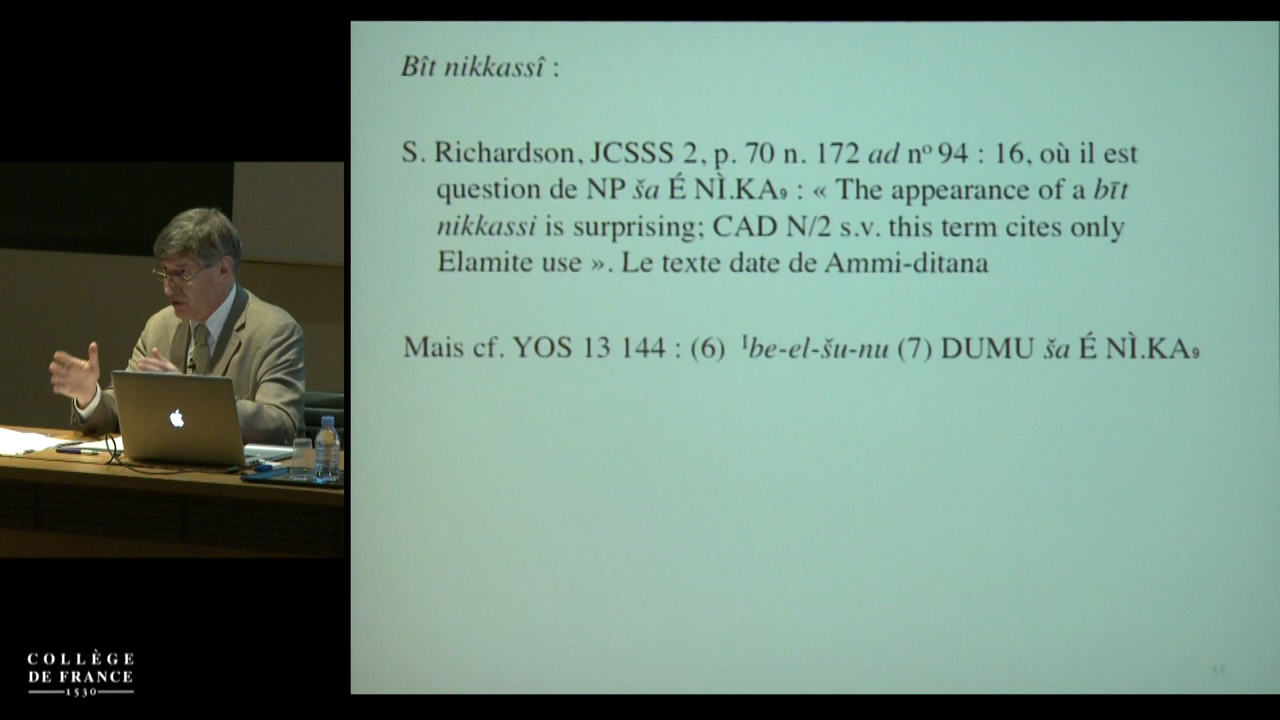 Bît nikkassî :
S. Richardson, JCSSS 2, p. 70 n. 172 ad nº 94 : 16, où il est
question de NP ša É NÌ.KA₉ : « The appearance of a bīt
nikkassi is surprising; CAD N/2 s.v. this term cites only
Elamite use ». Le texte date de Ammi-ditana
Mais cf. YOS 13 144 : (6) ᴵbe-el-šu-nu (7) DUMU ša É NÌ.KA₉
55
COLLÈGE
DE FRANCE
1530